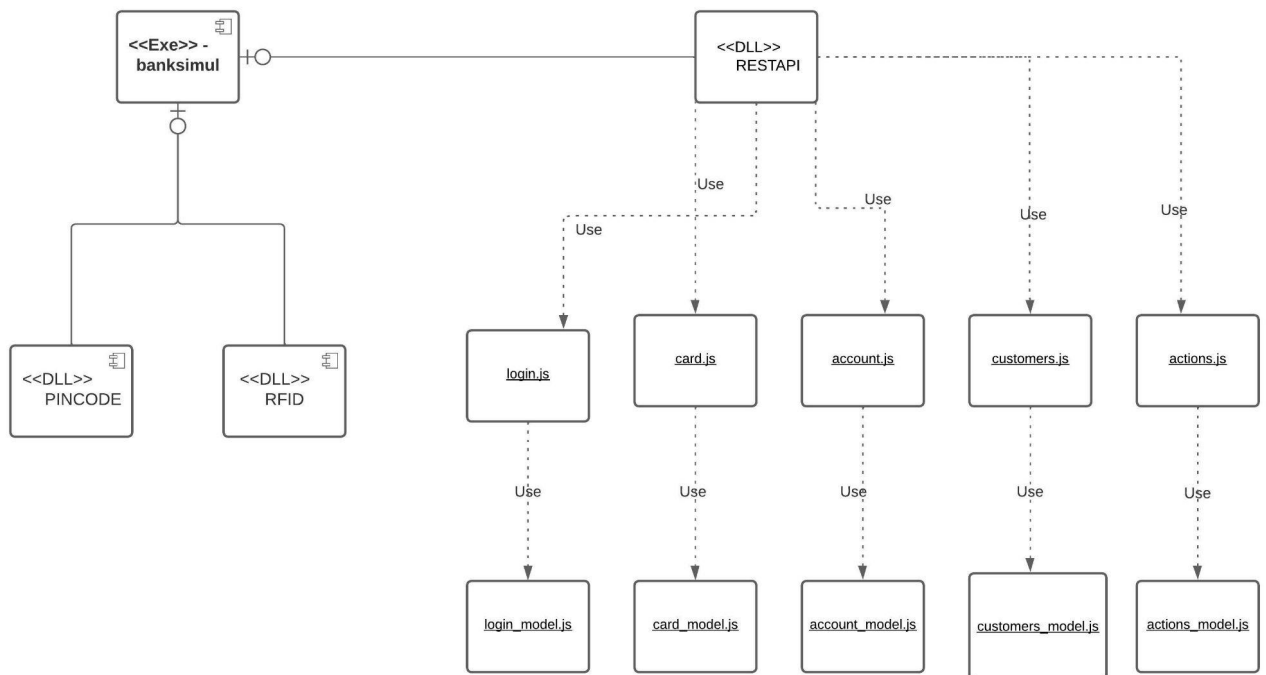 <<Exe>> -
banksimul
<<DLL>>
RESTAPI
Use
Use
Use
Use
Use
<<DLL>>
PINCODE
<<DLL>>
RFID
login.js
card.js
account.js
customers.js
actions.js
Use
Use
Use
Use
Use
login_model.js
card_model.js
account_model.js
customers_model.js
actions_model.js